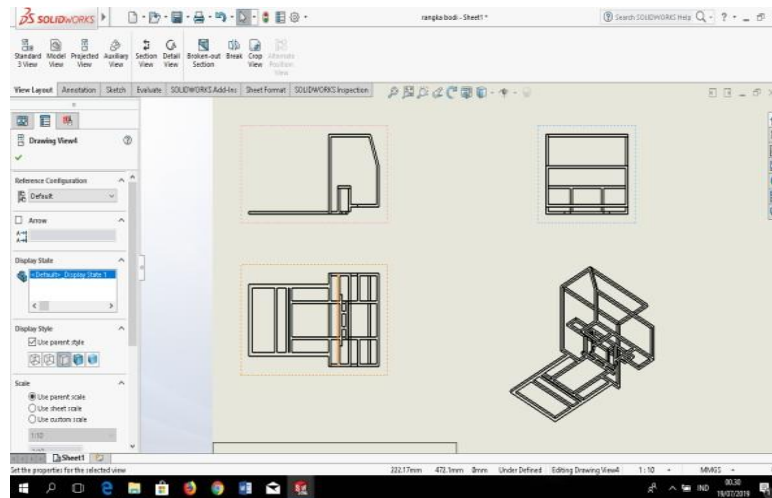 SOLIDWORKS
rangka bodi - Sheet1 *
Search SOLIDWORKS Help
Standard 3 View
Model View
Projected View
Auxiliary View
Section View
Detail View
Broken-out Section
Break
Crop View
Alternate Position View
View Layout
Annotation
Sketch
Evaluate
SOLIDWORKS Add-Ins
Sheet Format
SOLIDWORKS Inspection
Drawing View4
Reference Configuration
Default
Arrow
Display State
<Default>_Display State 1
Display Style
Use parent style
Scale
Use parent scale
Use sheet scale
Use custom scale
1:10
Sheet1
Set the properties for the selected view
472.1mm
0mm
Under Defined
Editing Drawing View4
1 : 10
MMGS
IND
00.30
19/07/2019